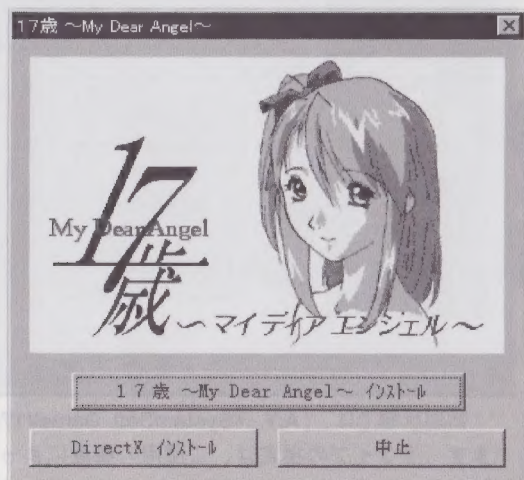 17歳 ～My Dear Angel～
17歳
My Dear Angel
～マイディアエンジェル～
17歳 ～My Dear Angel～ インストール
DirectX インストール
中止